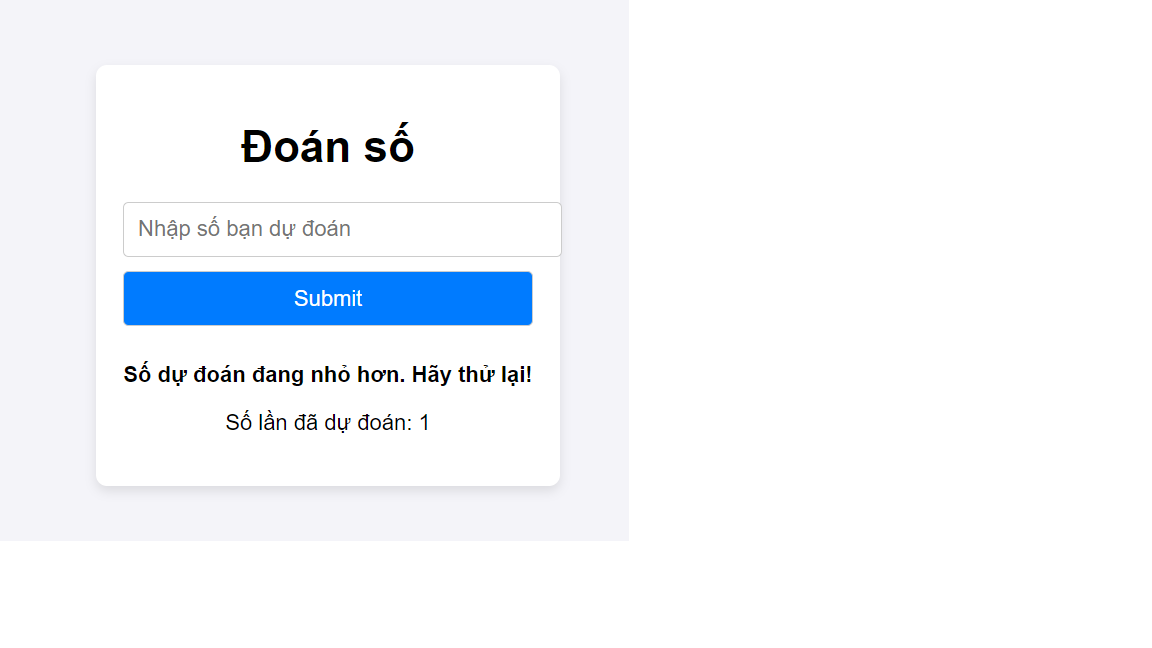 Đoán số
Nhập số bạn dự đoán
Submit
Số dự đoán đang nhỏ hơn. Hãy thử lại!
Số lần đã dự đoán: 1